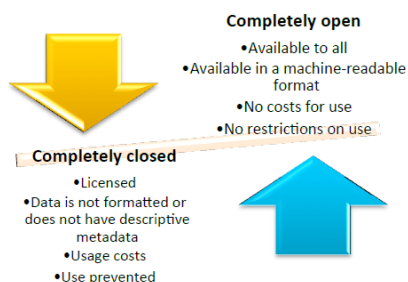 Completely open
•Available to all
•Available in a machine-readable
format
•No costs for use
•No restrictions on use
Completely closed
•Licensed
•Data is not formatted or
does not have descriptive
metadata
•Usage costs
•Use prevented